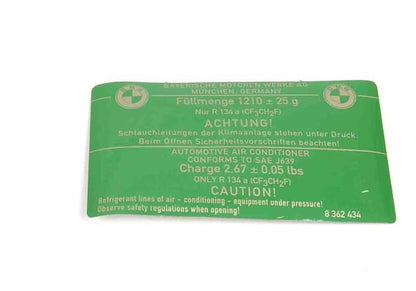 BAYERISCHE MOTOREN WERKE AG
MÜNCHEN, GERMANY
Füllmenge 1210 ± 25 g
Nur R 134 a (CF₃CH₂F)
ACHTUNG!
Schlauchleitungen der Klimaanlage stehen unter Druck.
Beim Öffnen Sicherheitsvorschriften beachten!
AUTOMOTIVE AIR CONDITIONER
CONFORMS TO SAE J639
Charge 2,67 ± 0,05 lbs
ONLY R 134 a (CF₃CH₂F)
CAUTION!
Refrigerant lines of air - conditioning - equipment under pressure!
Observe safety regulations when opening!
8 362 434